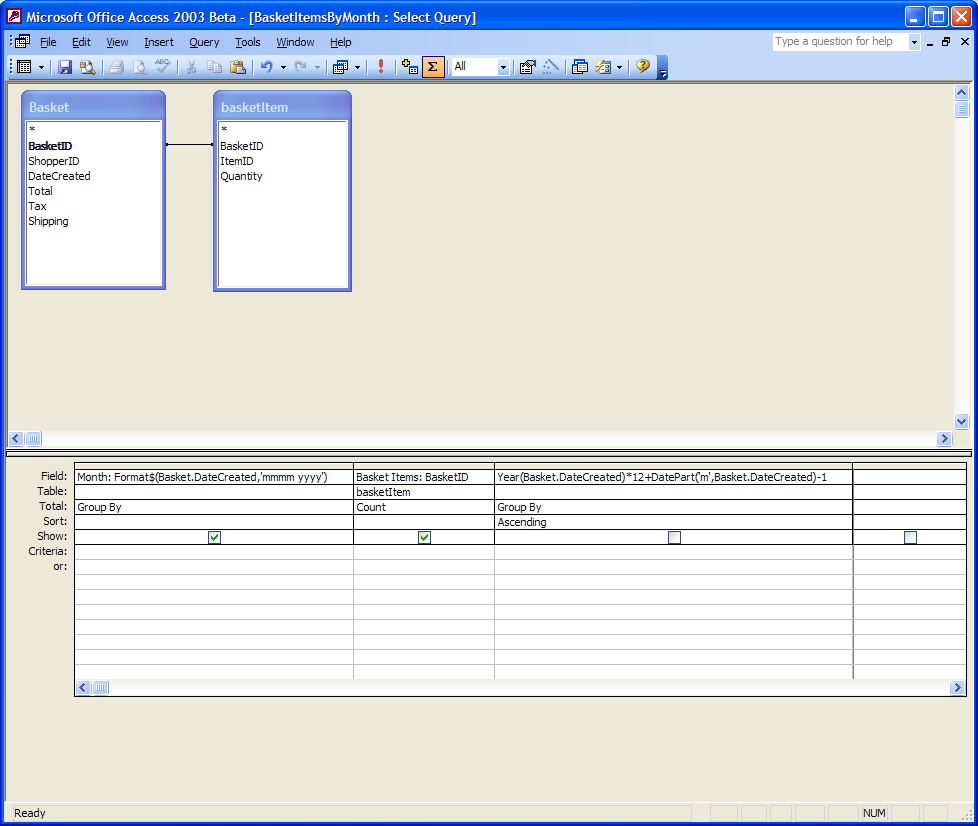 Microsoft Office Access 2003 Beta - [BasketItemsByMonth : Select Query]
File Edit View Insert Query Tools Window Help Type a question for help
ABC Σ All
Basket basketItem
* *
BasketID BasketID
ShopperID ItemID
DateCreated Quantity
Total
Tax
Shipping
Field: Month: Format$(Basket.DateCreated,'mmmm yyyy') Basket Items: BasketID Year(Basket.DateCreated)*12+DatePart('m',Basket.DateCreated)-1
Table: basketItem
Total: Group By Count Group By
Sort: Ascending
Show:
Criteria:
or:
Ready NUM